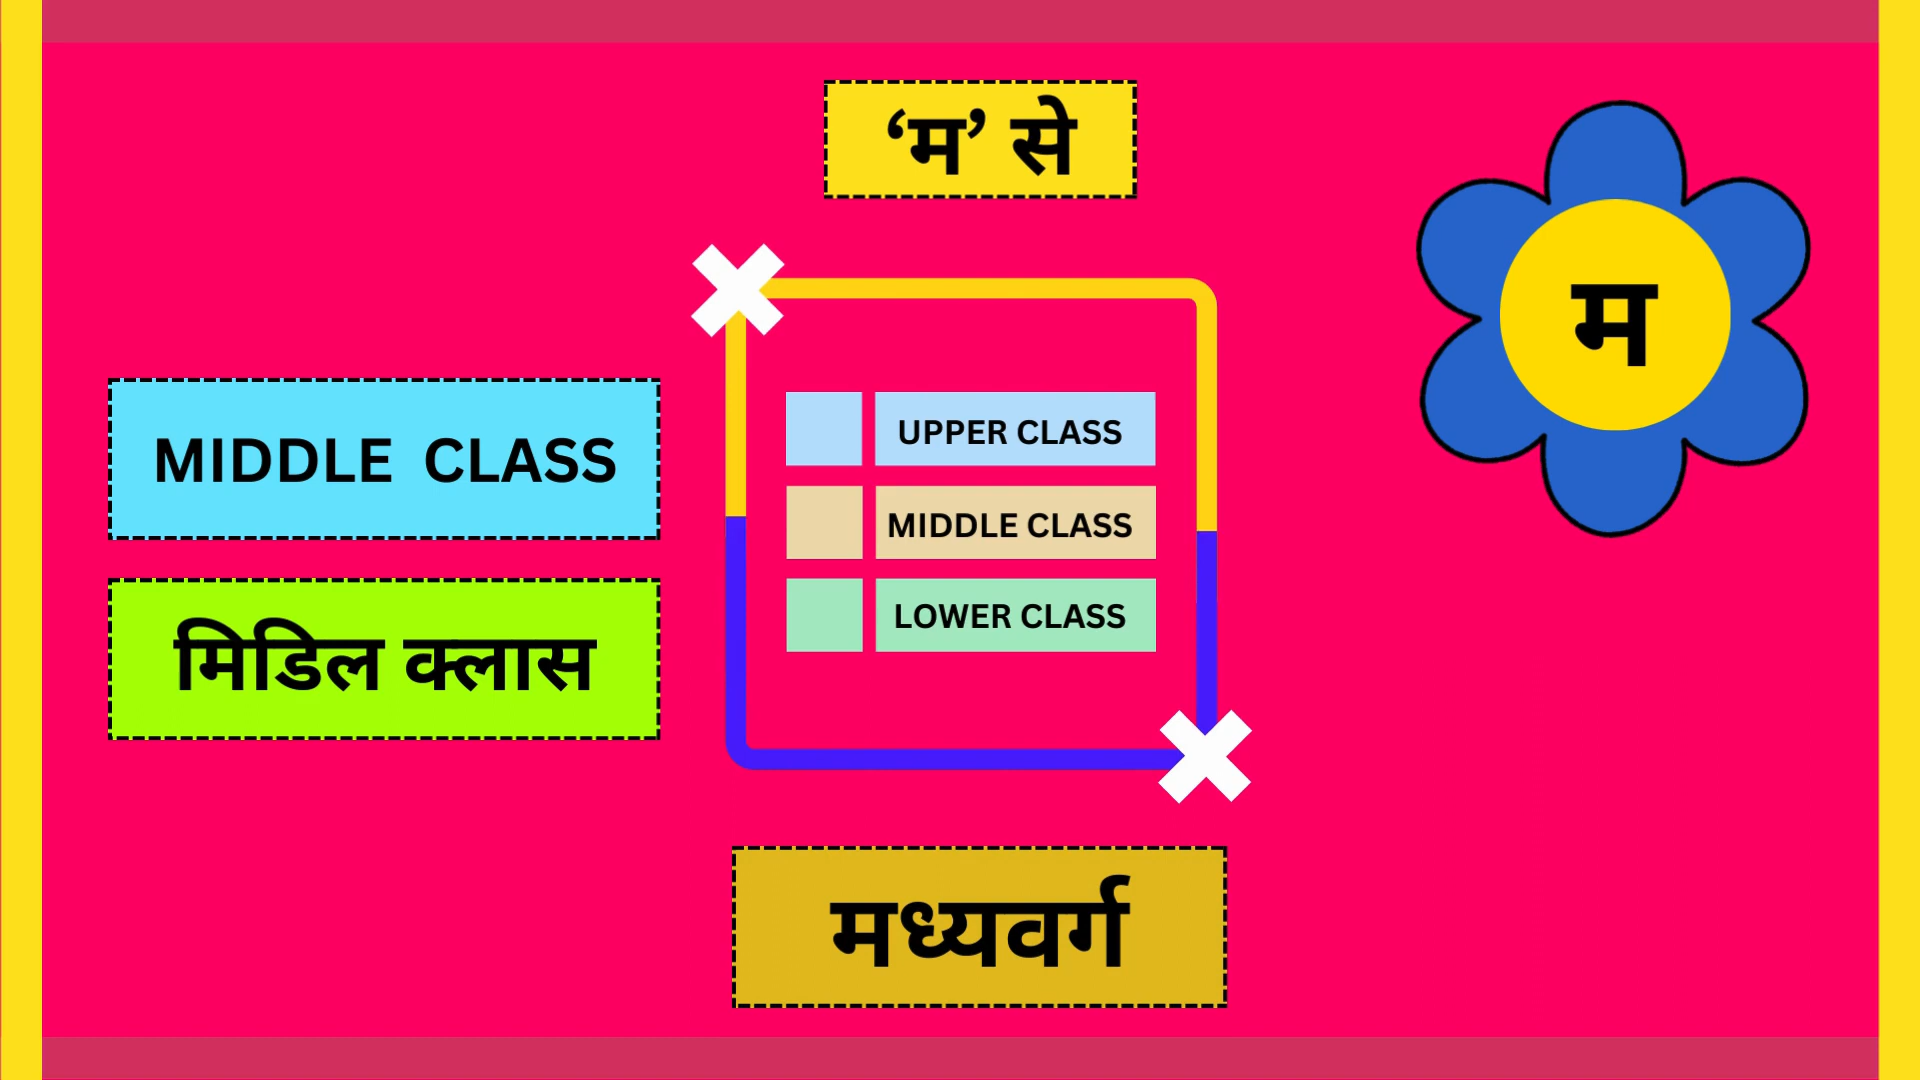 ‘म’ से
म
MIDDLE CLASS
मिडिल क्लास
UPPER CLASS
MIDDLE CLASS
LOWER CLASS
मध्यवर्ग